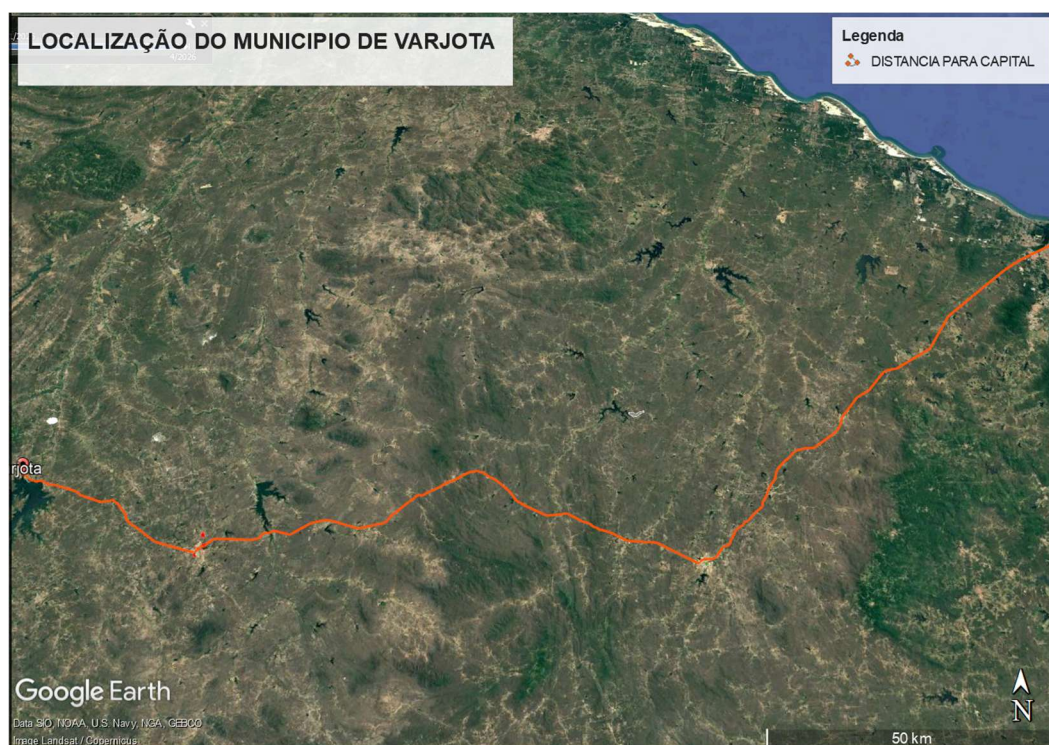 LOCALIZAÇÃO DO MUNICIPIO DE VARJOTA
Legenda
DISTANCIA PARA CAPITAL
rjota
Google Earth
Data SIO, NOAA, U.S. Navy, NGA, GEBCO
Image Landsat / Copernicus
N
50 km